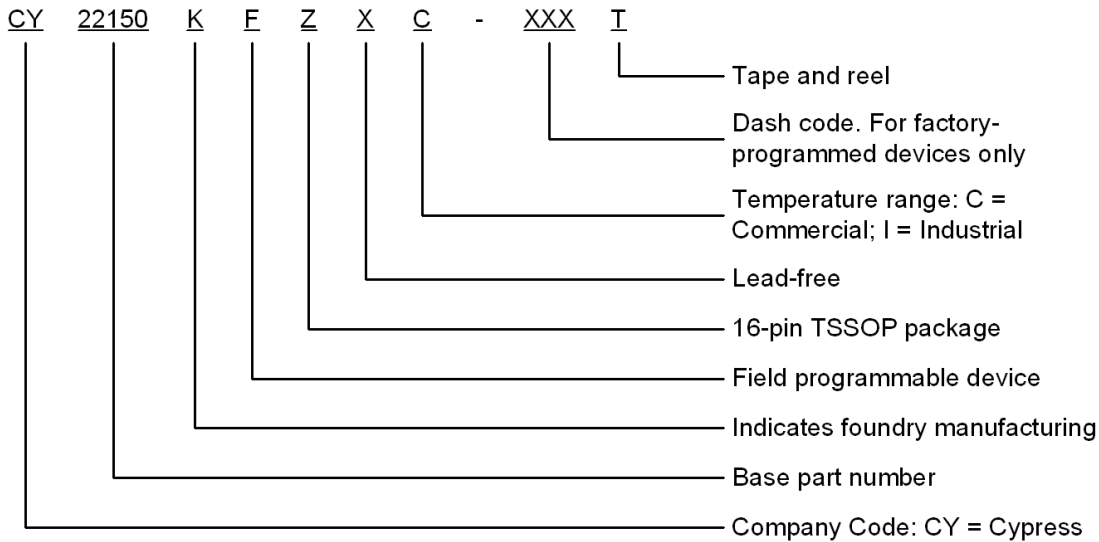 CY 22150 K F Z X C - XXX T
Tape and reel
Dash code. For factory-
programmed devices only
Temperature range: C =
Commercial; I = Industrial
Lead-free
16-pin TSSOP package
Field programmable device
Indicates foundry manufacturing
Base part number
Company Code: CY = Cypress